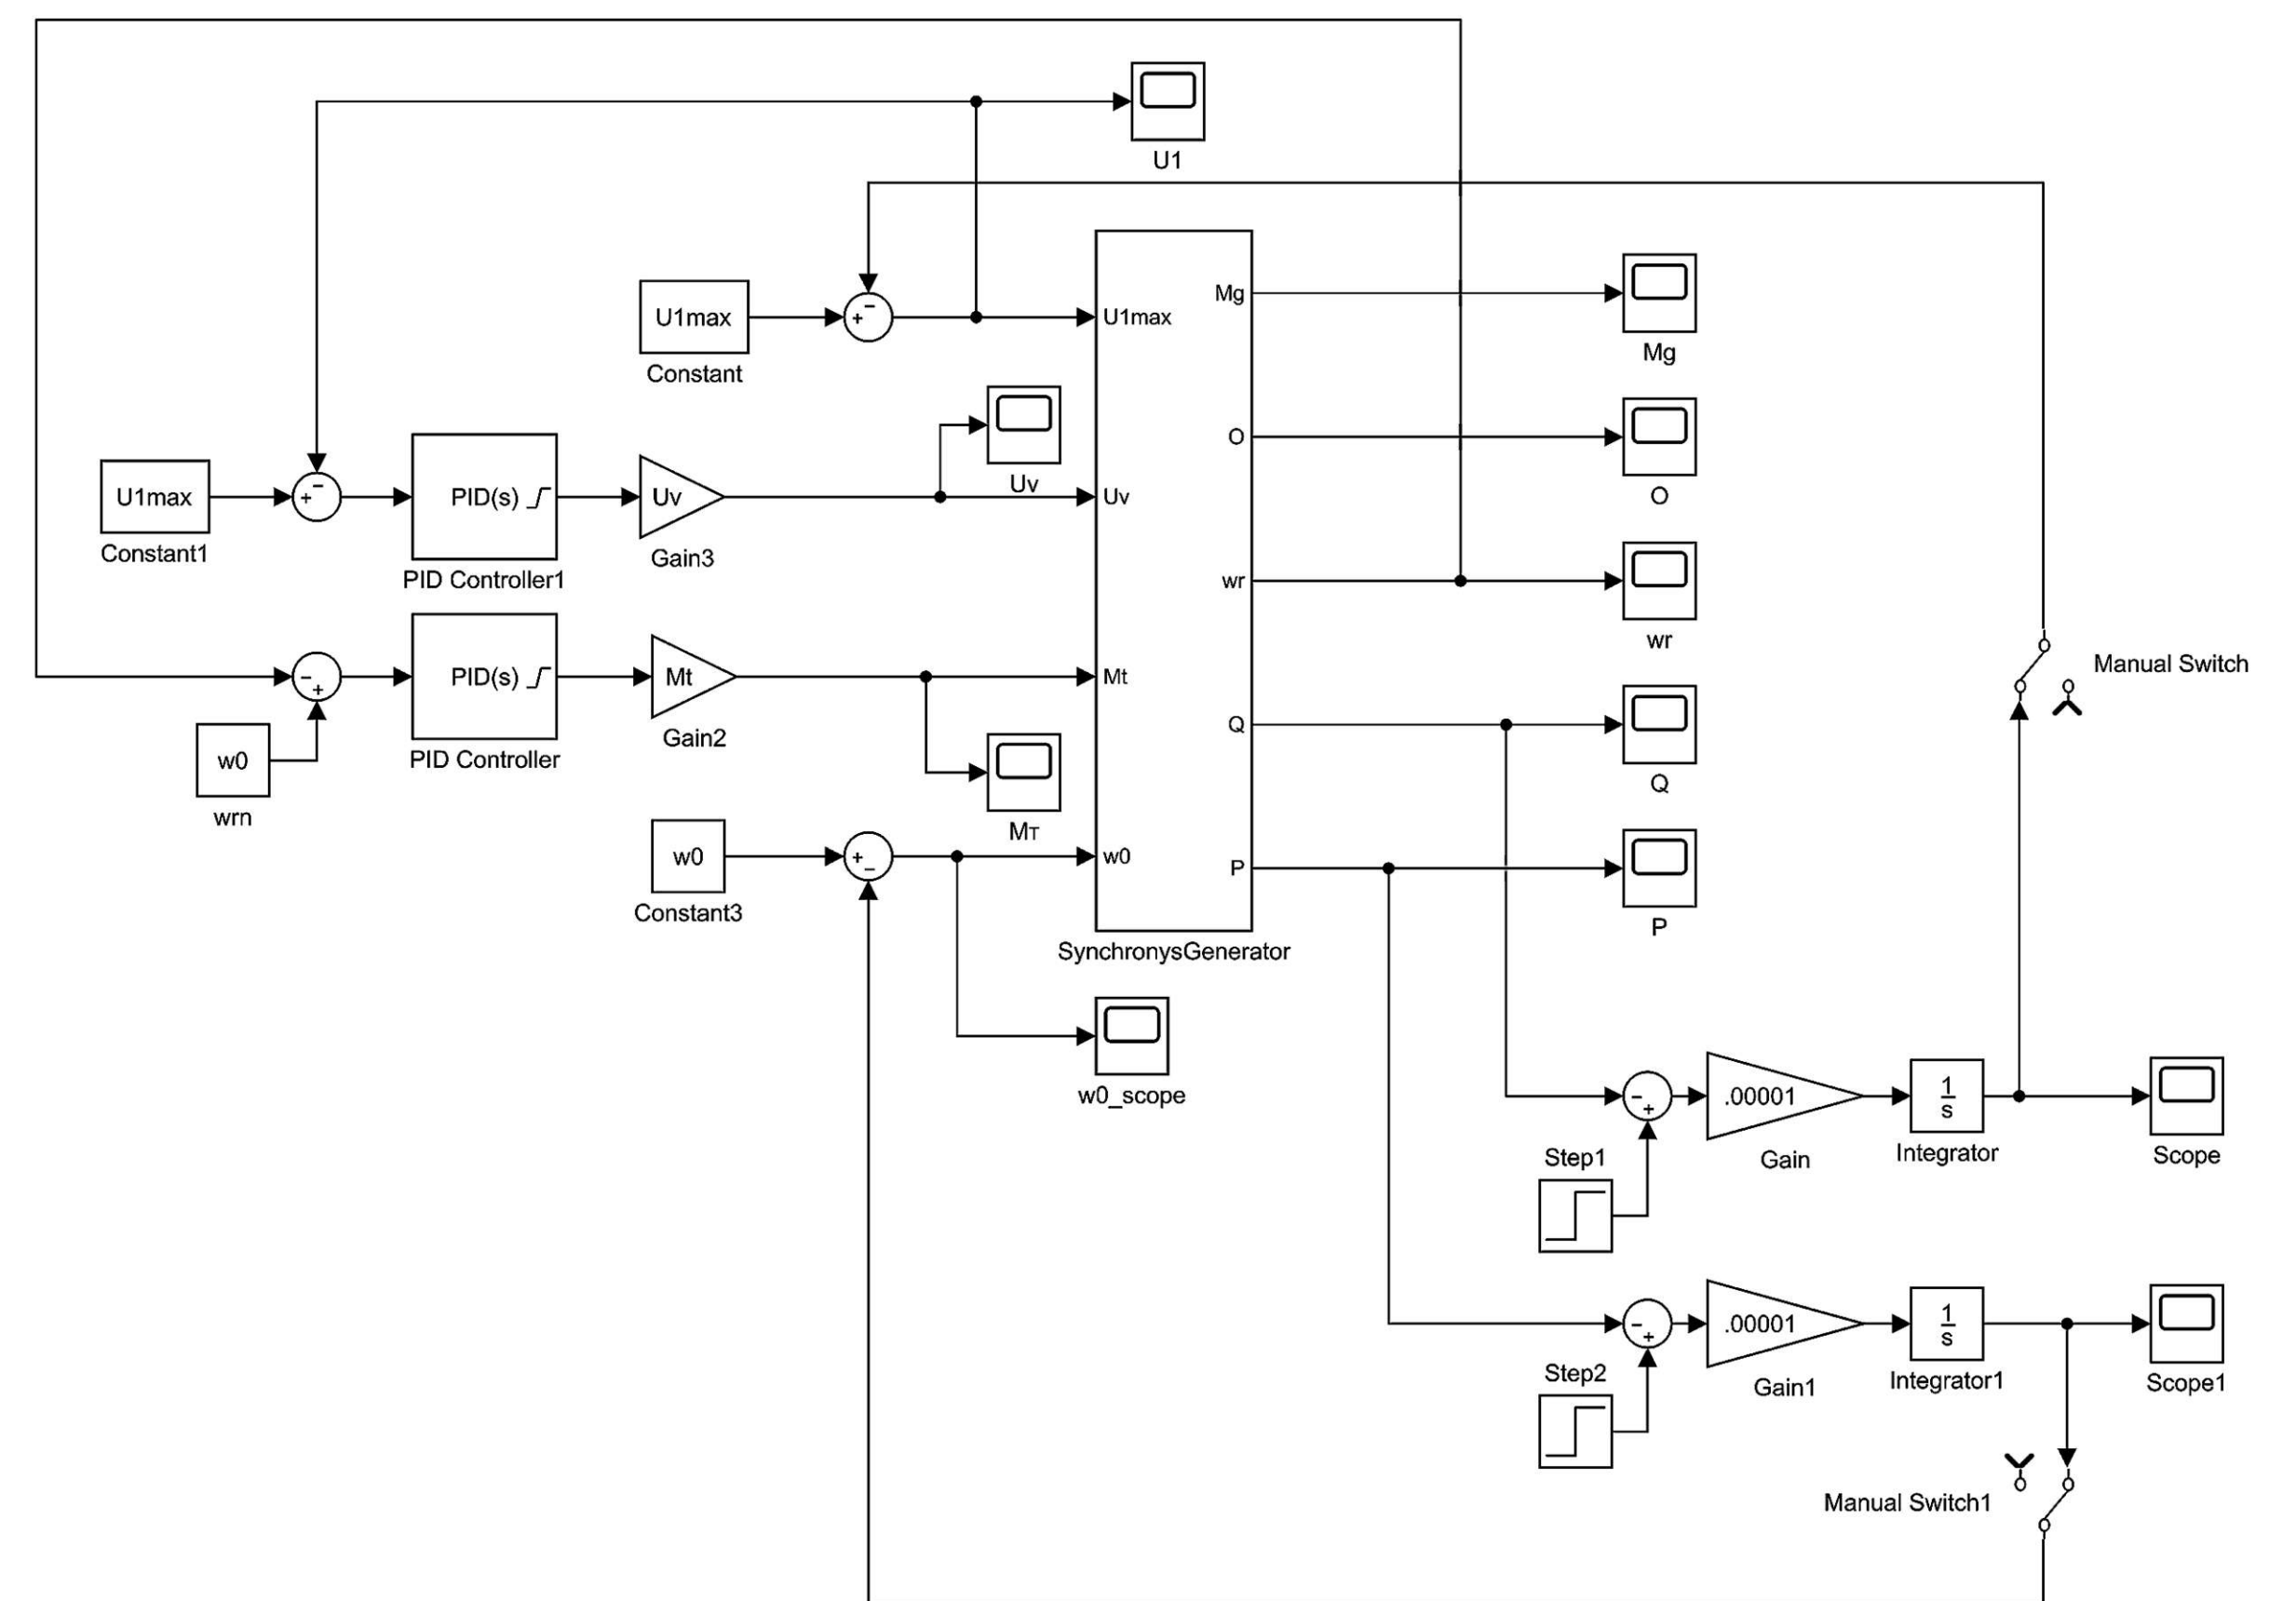 U1
U1max
Constant
+
−
U1max
Mg
Mg
Uv
O
O
U1max
Constant1
+
−
PID(s)
PID Controller1
Uv
Gain3
Uv
wr
wr
−
+
PID(s)
PID Controller
Mt
Gain2
Mt
Manual Switch
w0
wrn
Q
Q
Mт
w0
Constant3
+
−
w0
P
P
SynchronysGenerator
w0_scope
−
+
.00001
Gain
1
s
Integrator
Scope
Step1
−
+
.00001
Gain1
1
s
Integrator1
Scope1
Step2
Manual Switch1